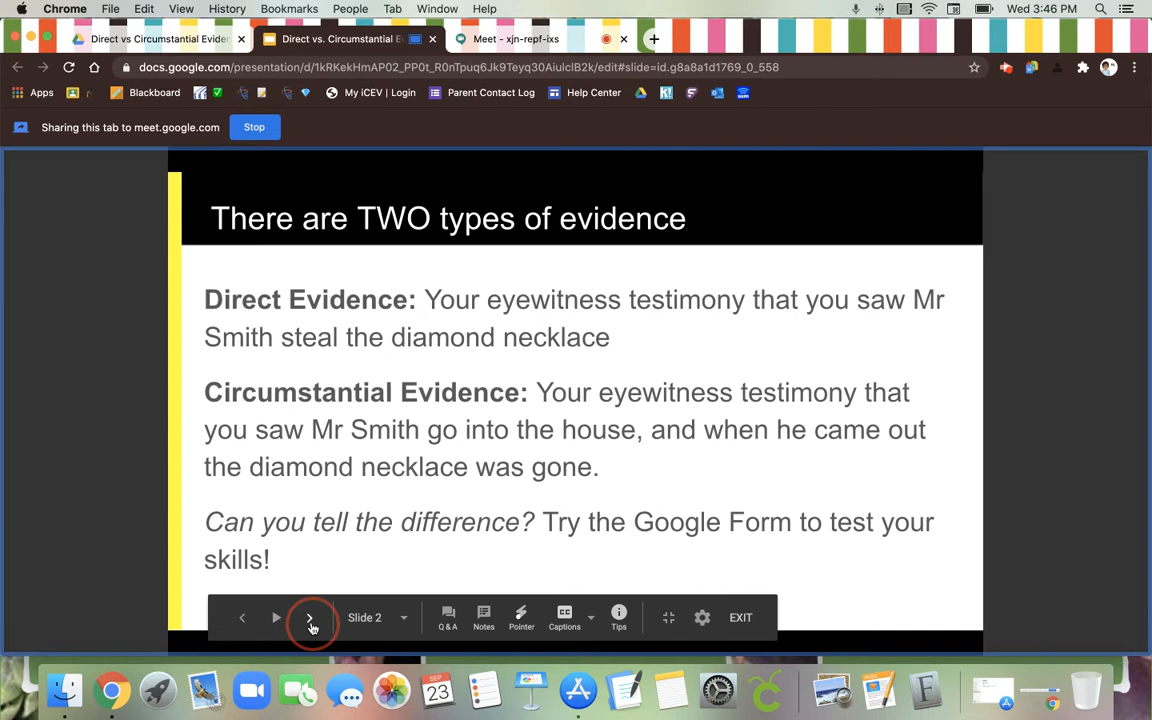 Chrome File Edit View History Bookmarks People Tab Window Help Wed 3:46 PM
Direct vs Circumstantial Eviden Direct vs. Circumstantial E Meet - xjn-repf-ixs
docs.google.com/presentation/d/1kRKekHmAP02_PP0t_R0nTpuq6Jk9Teyq30AiulclB2k/edit#slide=id.g8a8a1d1769_0_558
Apps Blackboard My iCEV | Login Parent Contact Log Help Center
Sharing this tab to meet.google.com Stop
There are TWO types of evidence
Direct Evidence: Your eyewitness testimony that you saw Mr
Smith steal the diamond necklace
Circumstantial Evidence: Your eyewitness testimony that
you saw Mr Smith go into the house, and when he came out
the diamond necklace was gone.
Can you tell the difference? Try the Google Form to test your
skills!
Slide 2 Q & A Notes Pointer Captions Tips EXIT
SEP
23